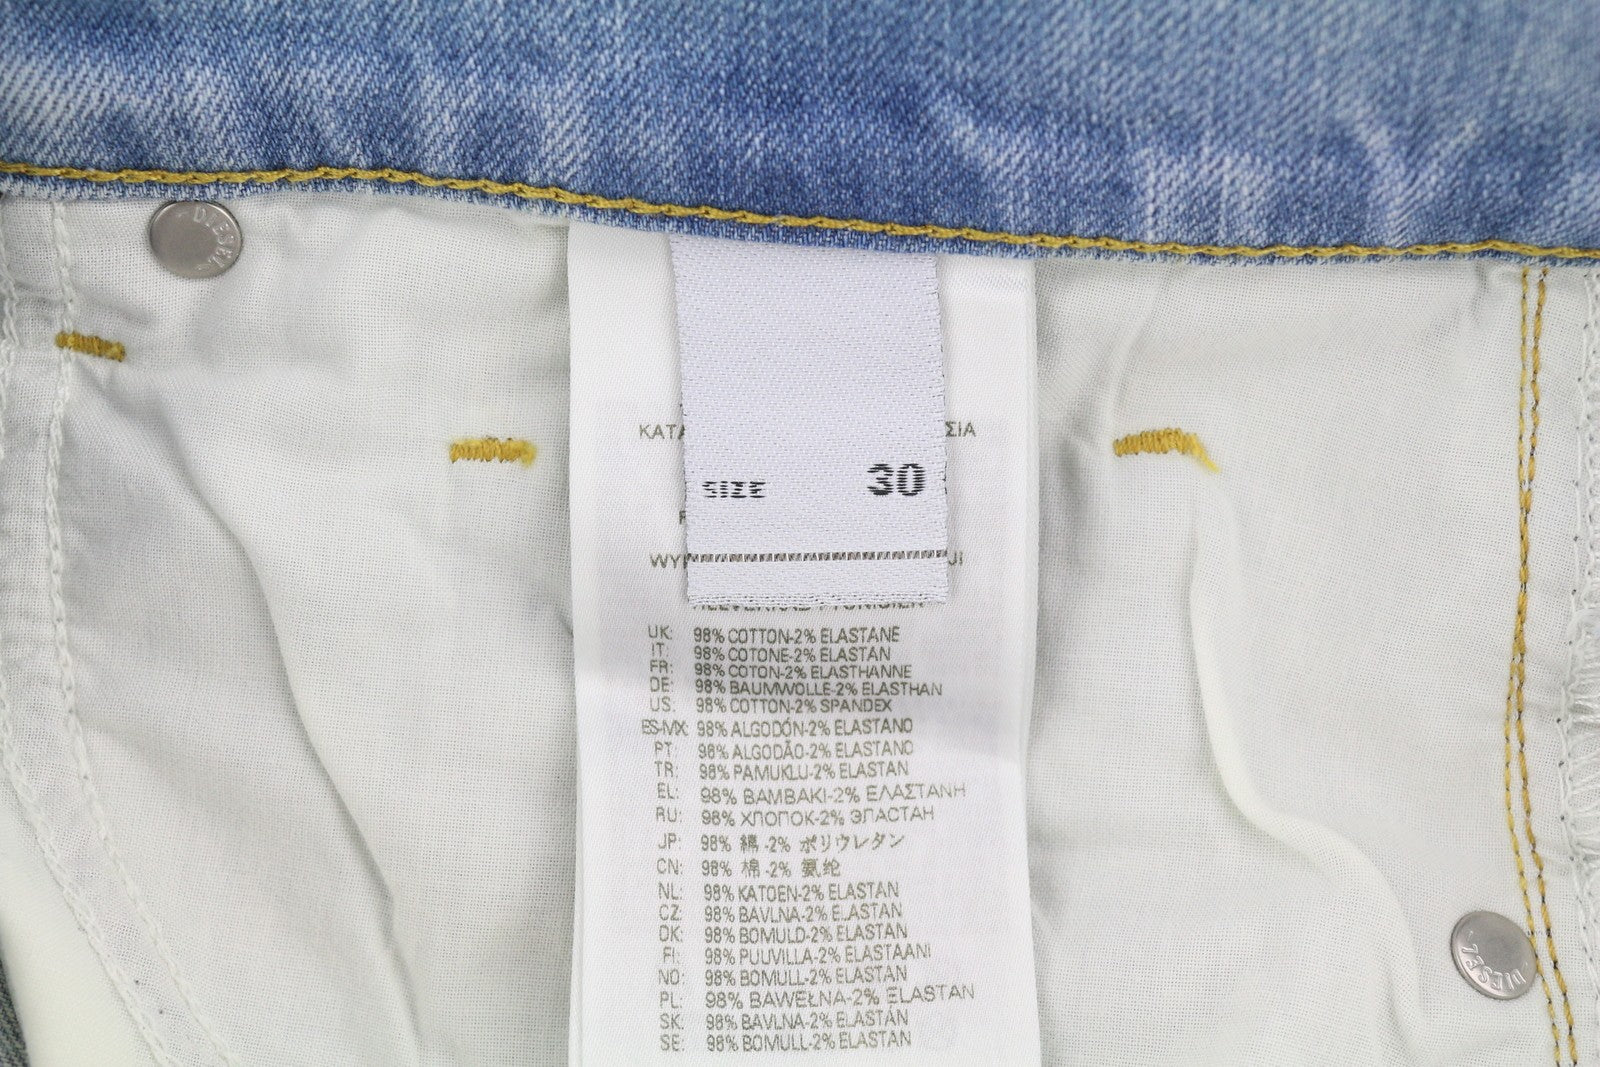 DIESEL
ΚΑΤΑ ΣΙΑ
SIZE 30
WY JI
UK: 98% COTTON-2% ELASTANE
IT: 98% COTONE-2% ELASTAN
FR: 98% COTON-2% ELASTHANNE
DE: 98% BAUMWOLLE-2% ELASTHAN
US: 98% COTTON-2% SPANDEX
ES-MX: 98% ALGODÓN-2% ELASTANO
PT: 98% ALGODÃO-2% ELASTANO
TR: 98% PAMUKLU-2% ELASTAN
EL: 98% ΒΑΜΒΑΚΙ-2% ΕΛΑΣΤΑΝΗ
RU: 98% ХЛОПОК-2% ЭЛАСТАН
JP: 98% 綿 -2% ポリウレタン
CN: 98% 棉 -2% 氨纶
NL: 98% KATOEN-2% ELASTAN
CZ: 98% BAVLNA-2% ELASTAN
DK: 98% BOMULD-2% ELASTAN
FI: 98% PUUVILLA-2% ELASTAANI
NO: 98% BOMULL-2% ELASTAN
PL: 98% BAWEŁNA-2% ELASTAN
SK: 98% BAVLNA-2% ELASTAN
SE: 98% BOMULL-2% ELASTAN
DIESEL